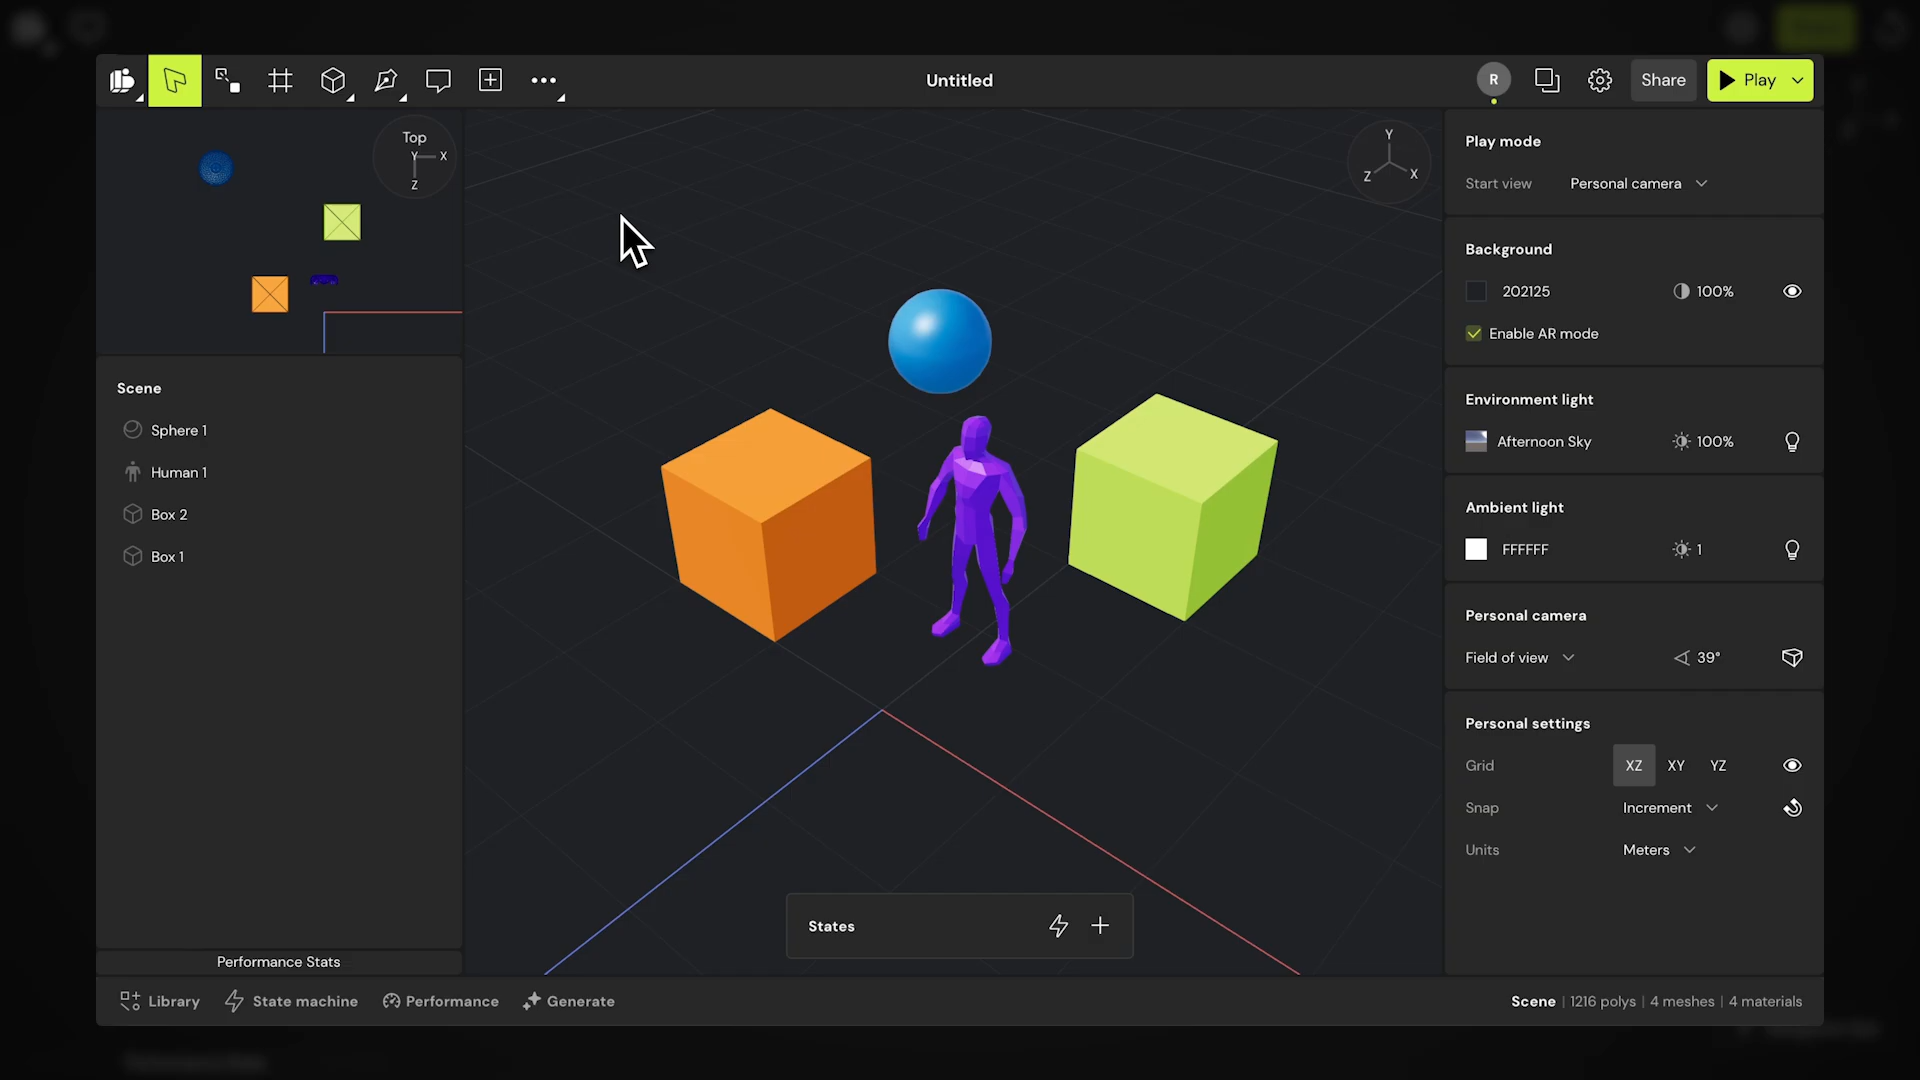 Untitled
R
Share
Play
Top
Y
X
Z
Y
Z
X
Scene
Sphere 1
Human 1
Box 2
Box 1
Performance Stats
States
Play mode
Start view Personal camera
Background
202125 100%
Enable AR mode
Environment light
Afternoon Sky 100%
Ambient light
FFFFFF 1
Personal camera
Field of view 39°
Personal settings
Grid XZ XY YZ
Snap Increment
Units Meters
Library State machine Performance Generate
Scene | 1216 polys | 4 meshes | 4 materials